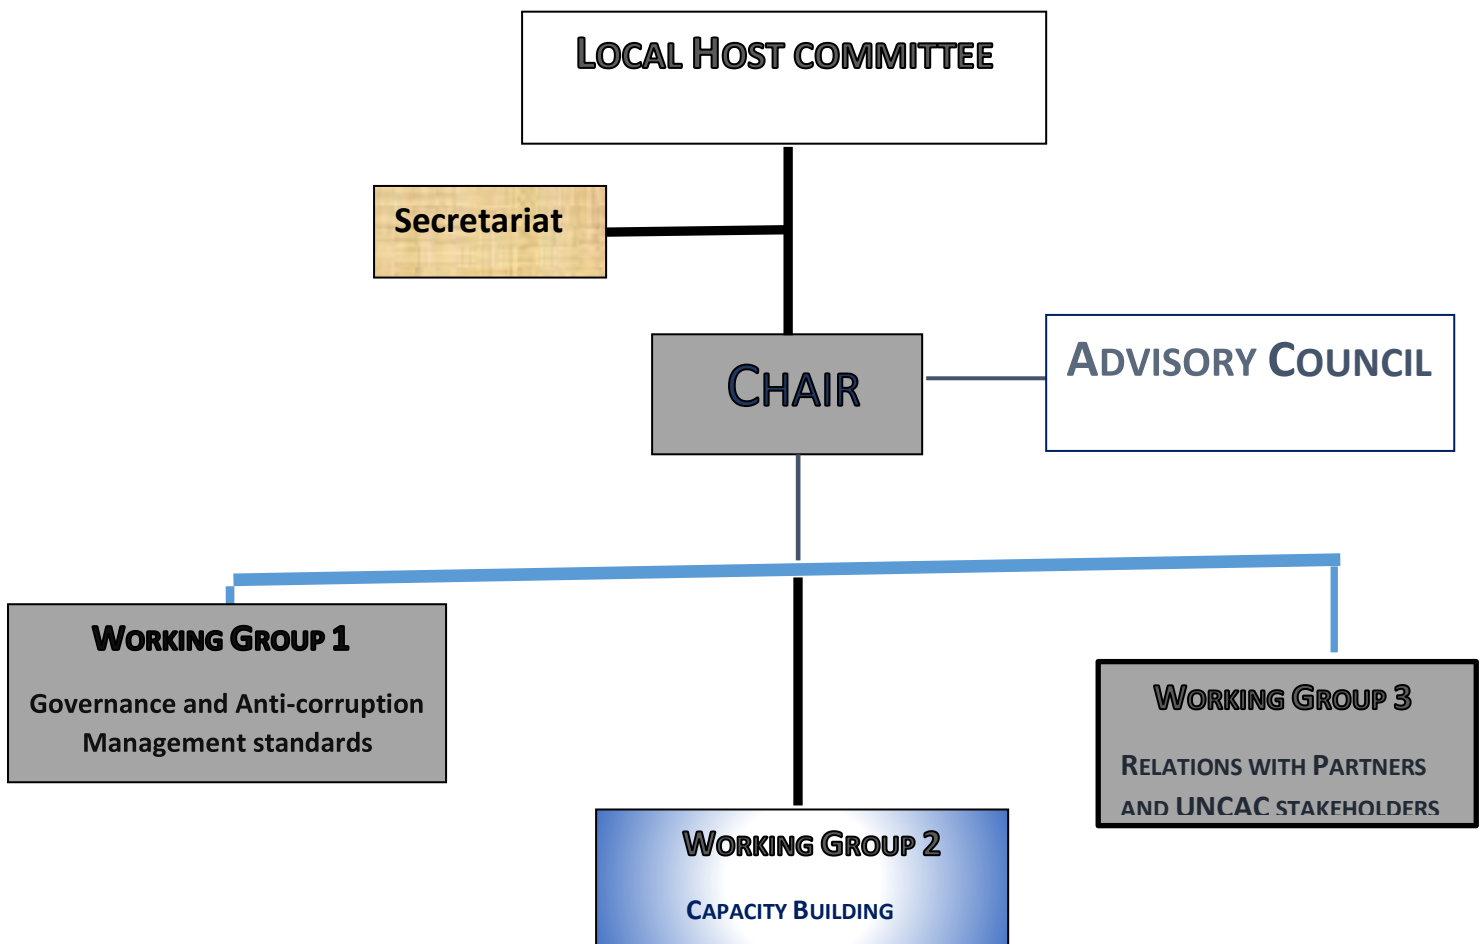 LOCAL HOST COMMITTEE
Secretariat
CHAIR
ADVISORY COUNCIL
WORKING GROUP 1
Governance and Anti-corruption
Management standards
WORKING GROUP 2
CAPACITY BUILDING
WORKING GROUP 3
RELATIONS WITH PARTNERS
AND UNCAC STAKEHOLDERS